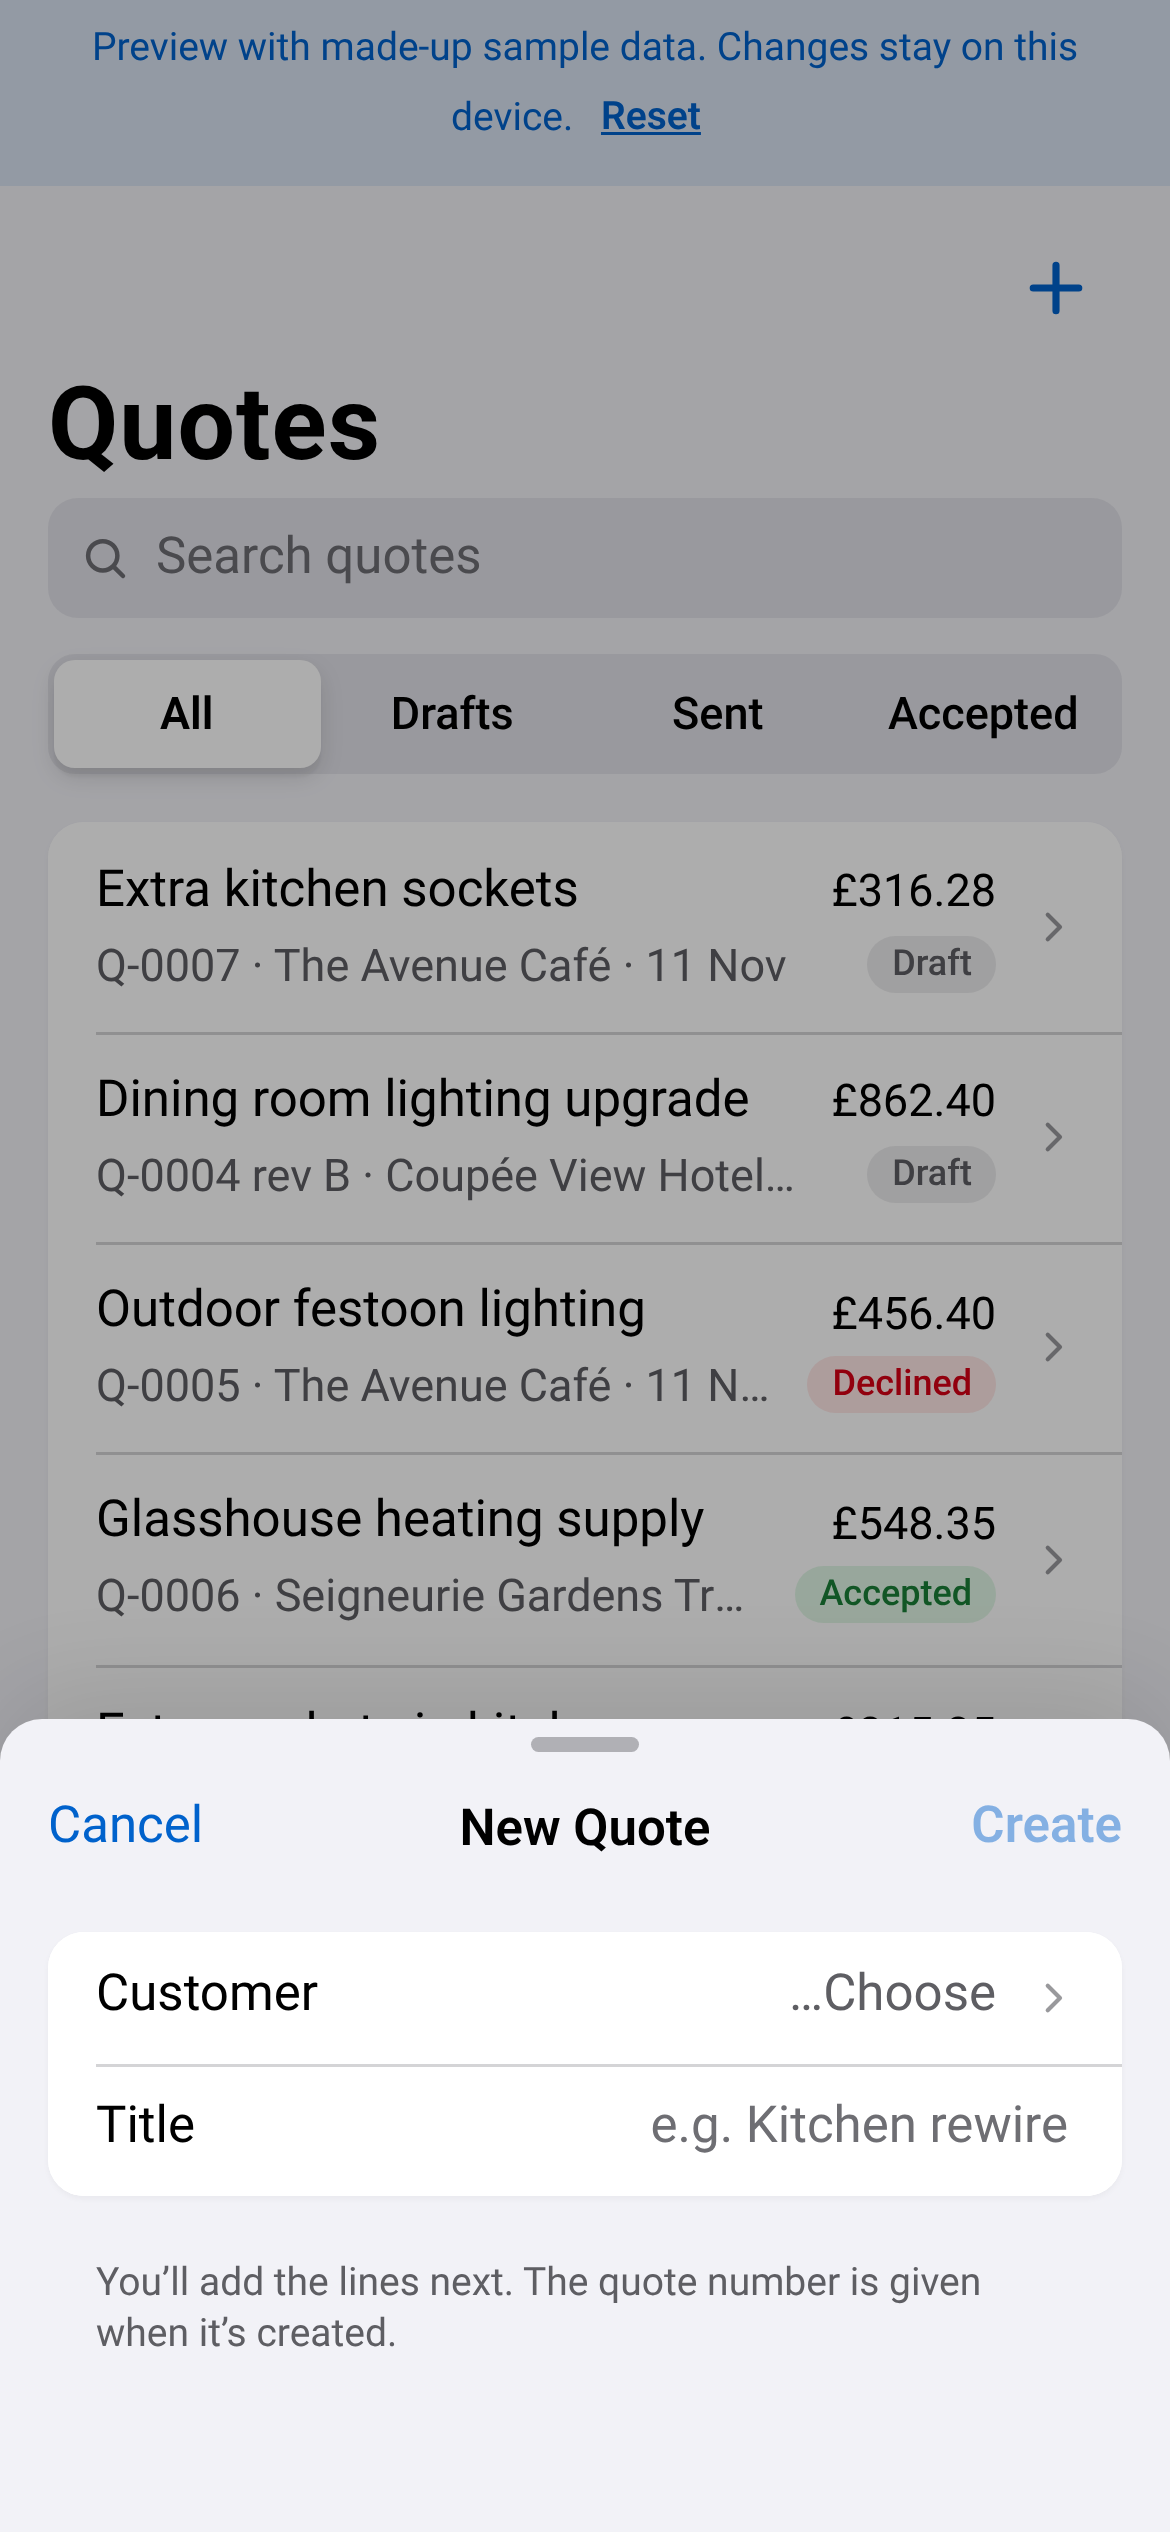 Preview with made-up sample data. Changes stay on this
device. Reset
Quotes
Search quotes
All Drafts Sent Accepted
Extra kitchen sockets £316.28
Q-0007 · The Avenue Café · 11 Nov Draft
Dining room lighting upgrade £862.40
Q-0004 rev B · Coupée View Hotel… Draft
Outdoor festoon lighting £456.40
Q-0005 · The Avenue Café · 11 N… Declined
Glasshouse heating supply £548.35
Q-0006 · Seigneurie Gardens Tr… Accepted
Cancel New Quote Create
Customer …Choose
Title e.g. Kitchen rewire
You’ll add the lines next. The quote number is given
when it’s created.